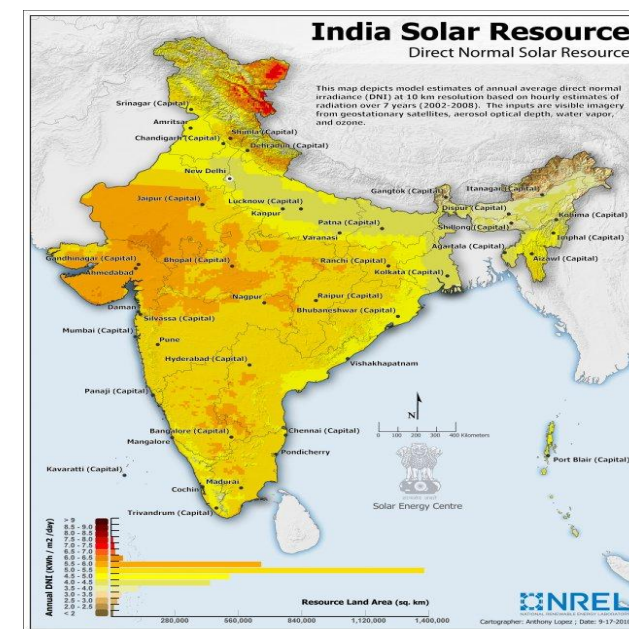 India Solar Resource
Direct Normal Solar Resource
This map depicts model estimates of annual average direct normal
irradiance (DNI) at 10 km resolution based on hourly estimates of
radiation over 7 years (2002-2008). The inputs are visible imagery
from geostationary satellites, aerosol optical depth, water vapor,
and ozone.
Srinagar (Capital)
Amritsar
Chandigarh (Capital)
Shimla (Capital)
Dehradun (Capital)
New Delhi
Jaipur (Capital)
Lucknow (Capital)
Kanpur
Gangtok (Capital)
Itanagar (Capital)
Patna (Capital)
Dispur (Capital)
Kohima (Capital)
Varanasi
Shillong (Capital)
Imphal (Capital)
Agartala (Capital)
Aizawl (Capital)
Gandhinagar (Capital)
Ahmedabad
Bhopal (Capital)
Ranchi (Capital)
Kolkata (Capital)
Nagpur
Raipur (Capital)
Daman
Silvassa (Capital)
Bhubaneshwar (Capital)
Mumbai (Capital)
Pune
Hyderabad (Capital)
Vishakhapatnam
Panaji (Capital)
N
0 100 200 300 400 Kilometers
Bangalore (Capital)
Mangalore
Chennai (Capital)
Pondicherry
Port Blair (Capital)
Kavaratti (Capital)
Madurai
Cochin
Solar Energy Centre
Trivandrum (Capital)
Annual DNI (KWh / m2 /day)
> 9
8.5 - 9.0
8.0 - 8.5
7.5 - 8.0
7.0 - 7.5
6.5 - 7.0
6.0 - 6.5
5.5 - 6.0
5.0 - 5.5
4.5 - 5.0
4.0 - 4.5
3.5 - 4.0
3.0 - 3.5
2.5 - 3.0
2.0 - 2.5
< 2
Resource Land Area (sq. km)
280,000 560,000 840,000 1,120,000 1,400,000
NREL
NATIONAL RENEWABLE ENERGY LABORATORY
Cartographer: Anthony Lopez ; Date: 9-17-2010